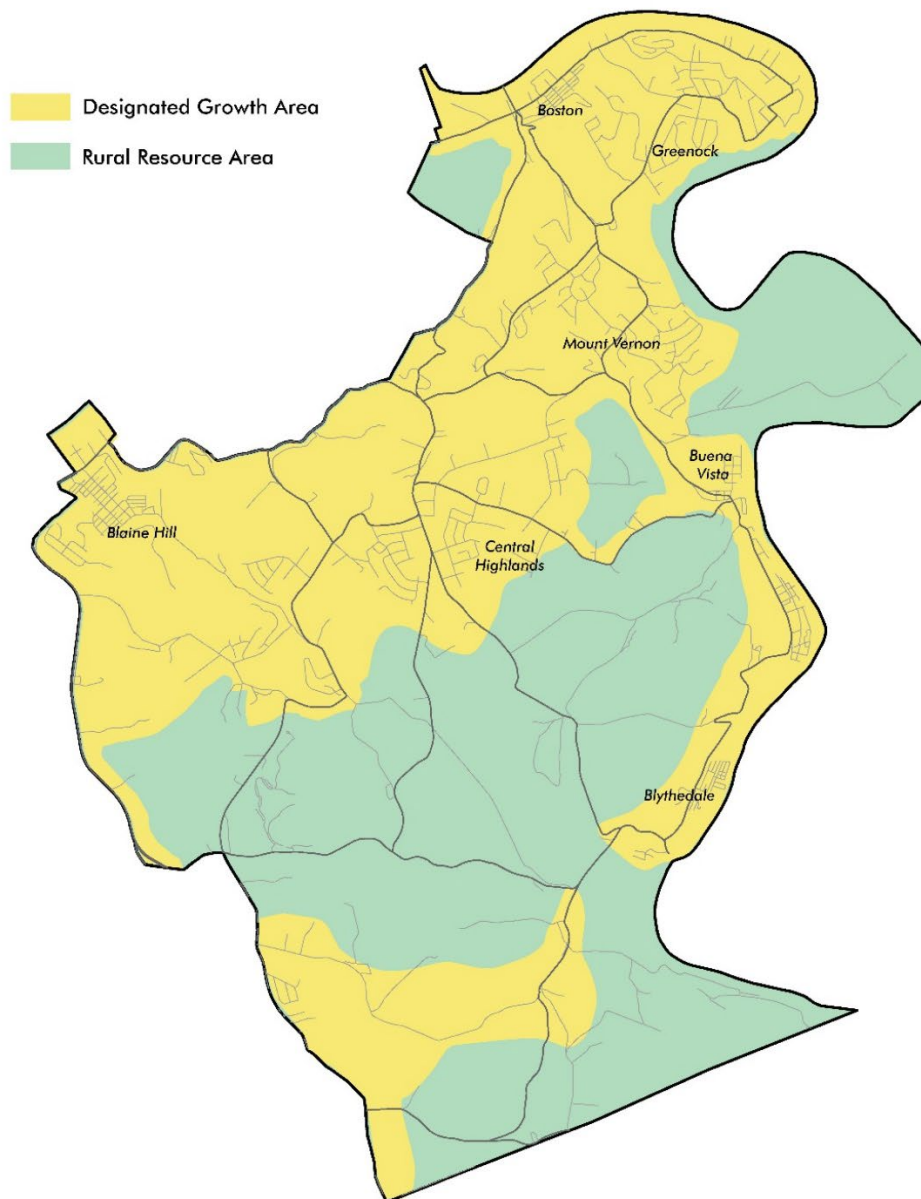 Designated Growth Area
Rural Resource Area
Boston
Greenock
Mount Vernon
Buena
Vista
Blaine Hill
Central
Highlands
Blythedale